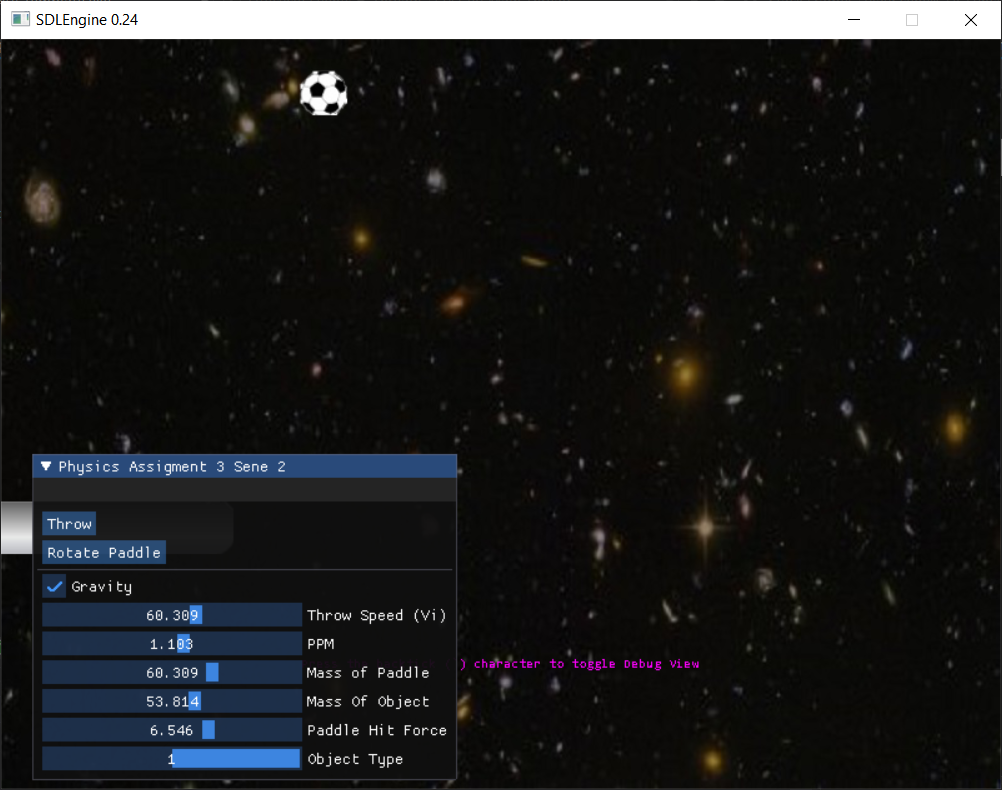 SDLEngine 0.24
Physics Assigment 3 Sene 2
Throw
Rotate Paddle
Gravity
60.309 Throw Speed (Vi)
1.103 PPM
60.309 Mass of Paddle
) character to toggle Debug View
53.814 Mass Of Object
6.546 Paddle Hit Force
1 Object Type